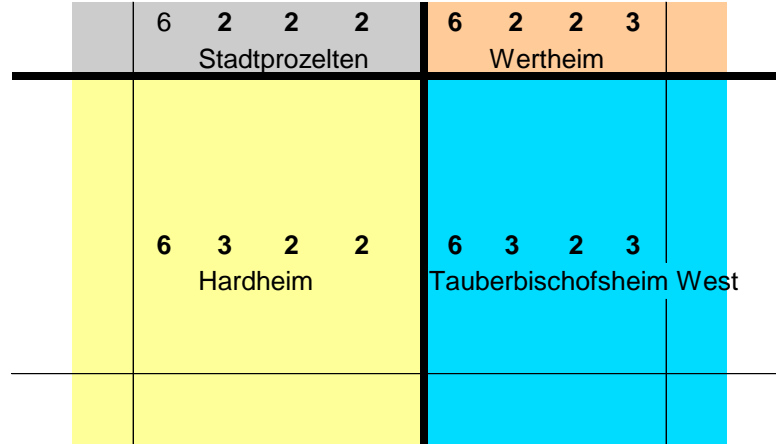 6 2 2 2 6 2 2 3
Stadtprozelten Wertheim
6 3 2 2 6 3 2 3
Hardheim Tauberbischofsheim West